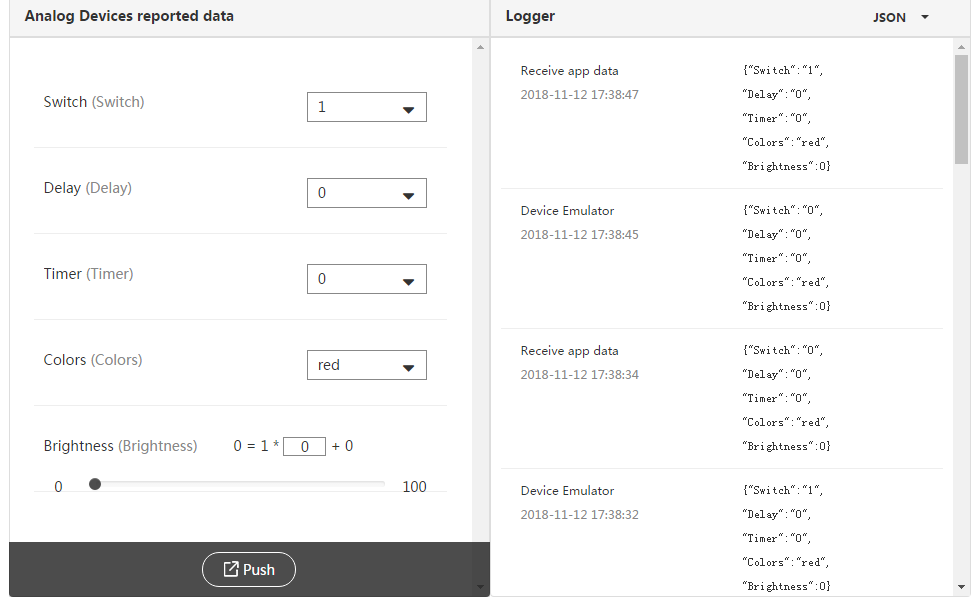 Analog Devices reported data
Switch (Switch)
1
Delay (Delay)
0
Timer (Timer)
0
Colors (Colors)
red
Brightness (Brightness) 0 = 1 * 0 + 0
0 100
Push
Logger
JSON
Receive app data
2018-11-12 17:38:47
{"Switch":"1",
"Delay":"0",
"Timer":"0",
"Colors":"red",
"Brightness":0}
Device Emulator
2018-11-12 17:38:45
{"Switch":"0",
"Delay":"0",
"Timer":"0",
"Colors":"red",
"Brightness":0}
Receive app data
2018-11-12 17:38:34
{"Switch":"0",
"Delay":"0",
"Timer":"0",
"Colors":"red",
"Brightness":0}
Device Emulator
2018-11-12 17:38:32
{"Switch":"1",
"Delay":"0",
"Timer":"0",
"Colors":"red",
"Brightness":0}